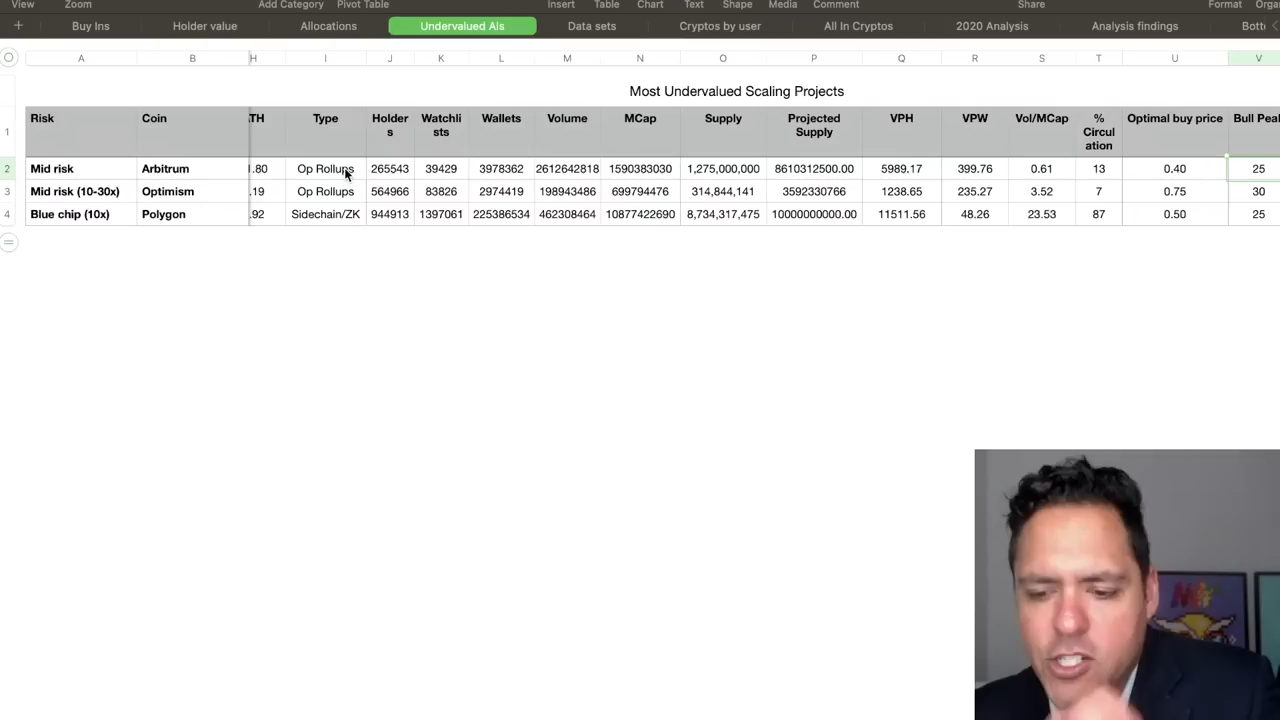 View Zoom Add Category Pivot Table Insert Table Chart Text Shape Media Comment Share Format
+ Buy Ins Holder value Allocations Undervalued AIs Data sets Cryptos by user All In Cryptos 2020 Analysis Analysis findings
A B H I J K L M N O P Q R S T U V
Most Undervalued Scaling Projects
1 Risk Coin TH Type Holders Watchlists Wallets Volume MCap Supply Projected Supply VPH VPW Vol/MCap % Circulation Optimal buy price Bull Peak
2 Mid risk Arbitrum .80 Op Rollups 265543 39429 3978362 2612642818 1590383030 1,275,000,000 8610312500.00 5989.17 399.76 0.61 13 0.40 25
3 Mid risk (10-30x) Optimism .19 Op Rollups 564966 83826 2974419 198943486 699794476 314,844,141 3592330766 1238.65 235.27 3.52 7 0.75 30
4 Blue chip (10x) Polygon .92 Sidechain/ZK 944913 1397061 225386534 462308464 10877422690 8,734,317,475 10000000000.00 11511.56 48.26 23.53 87 0.50 25